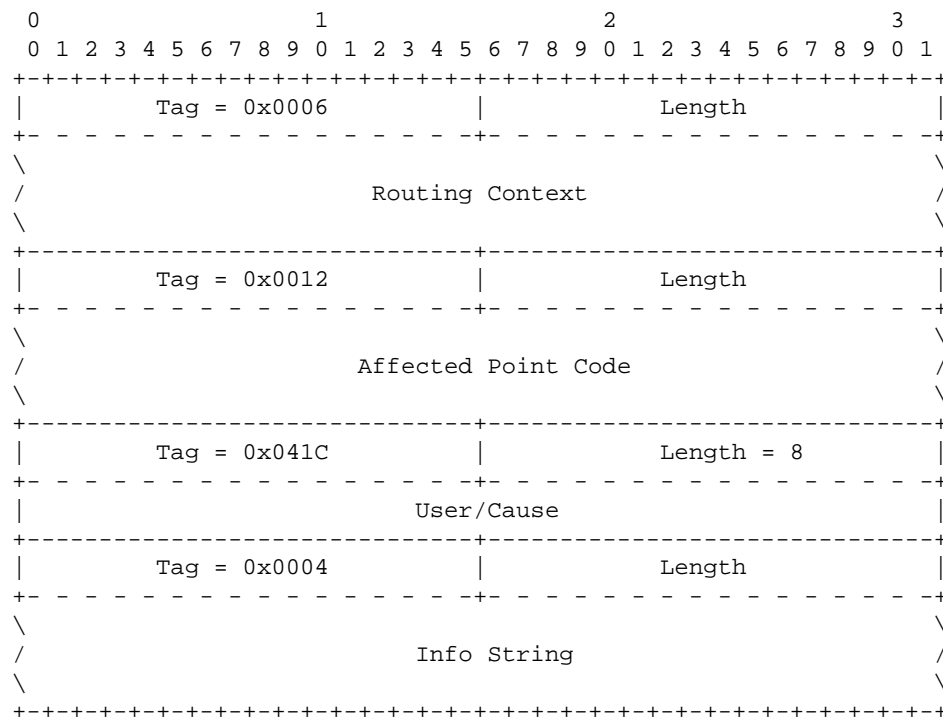 0                   1                   2                   3
 0 1 2 3 4 5 6 7 8 9 0 1 2 3 4 5 6 7 8 9 0 1 2 3 4 5 6 7 8 9 0 1
+-+-+-+-+-+-+-+-+-+-+-+-+-+-+-+-+-+-+-+-+-+-+-+-+-+-+-+-+-+-+-+-+
|         Tag = 0x0006          |            Length             |
+- - - - - - - - - - - - - - - -+- - - - - - - - - - - - - - - -+
\                                                               \
/                        Routing Context                        /
\                                                               \
+-------------------------------+-------------------------------+
|         Tag = 0x0012          |            Length             |
+- - - - - - - - - - - - - - - -+- - - - - - - - - - - - - - - -+
\                                                               \
/                       Affected Point Code                     /
\                                                               \
+-------------------------------+-------------------------------+
|         Tag = 0x041C          |            Length = 8         |
+- - - - - - - - - - - - - - - -+- - - - - - - - - - - - - - - -+
|                           User/Cause                          |
+-------------------------------+-------------------------------+
|         Tag = 0x0004          |            Length             |
+- - - - - - - - - - - - - - - -+- - - - - - - - - - - - - - - -+
\                                                               \
/                           Info String                         /
\                                                               \
+-+-+-+-+-+-+-+-+-+-+-+-+-+-+-+-+-+-+-+-+-+-+-+-+-+-+-+-+-+-+-+-+